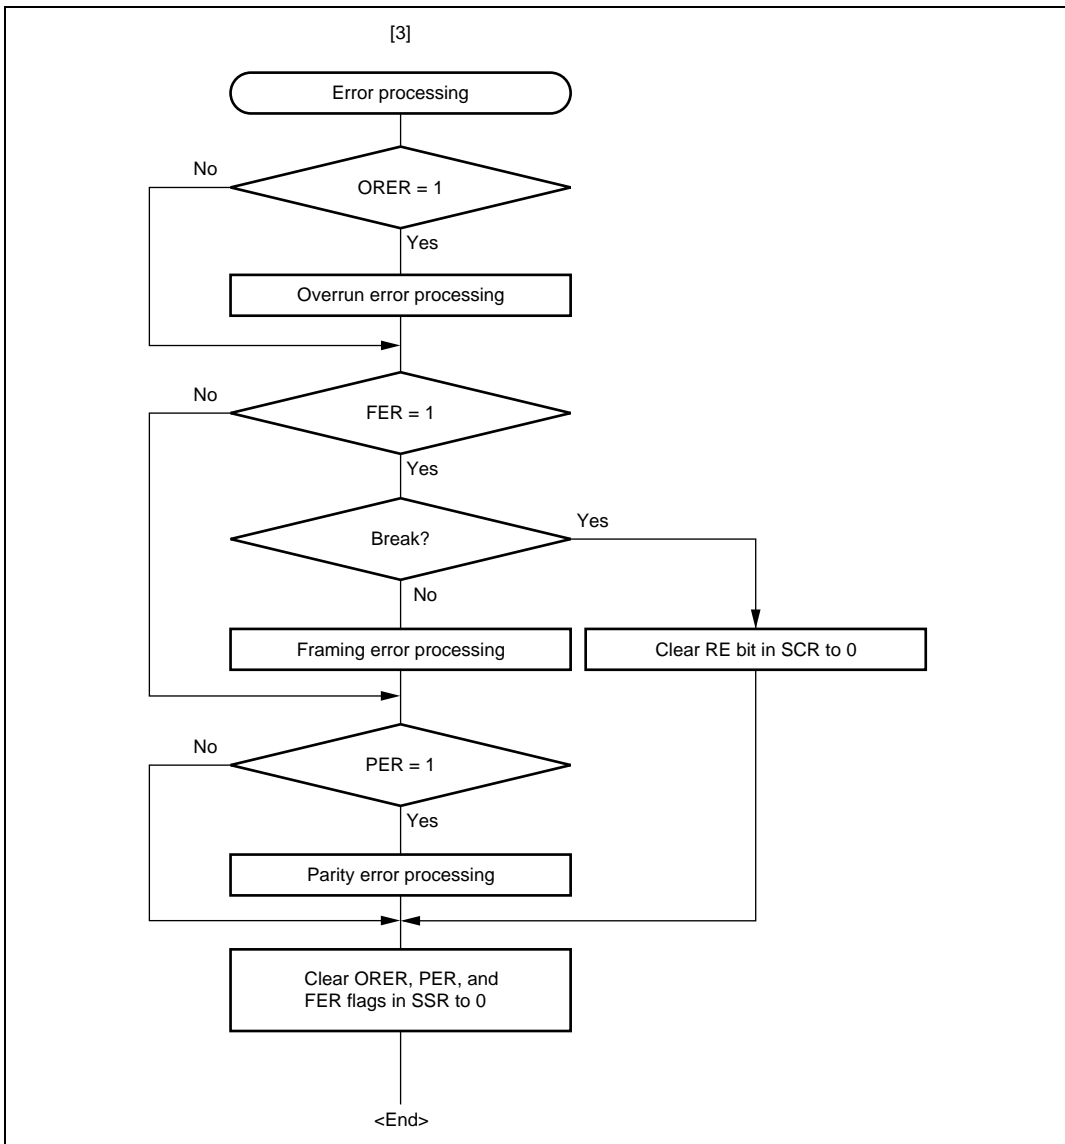 [3]
Error processing
No
ORER = 1
Yes
Overrun error processing
No
FER = 1
Yes
Break?
Yes
No
Framing error processing
Clear RE bit in SCR to 0
No
PER = 1
Yes
Parity error processing
Clear ORER, PER, and
FER flags in SSR to 0
<End>